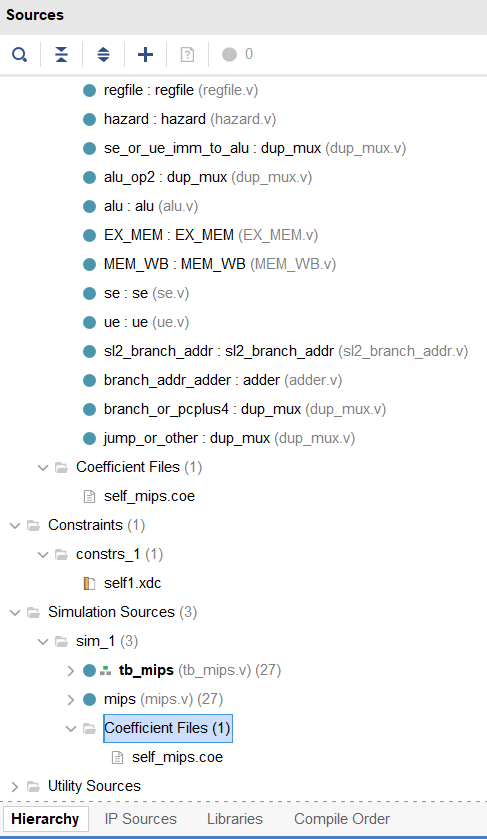 Sources
0
regfile : regfile (regfile.v)
hazard : hazard (hazard.v)
se_or_ue_imm_to_alu : dup_mux (dup_mux.v)
alu_op2 : dup_mux (dup_mux.v)
alu : alu (alu.v)
EX_MEM : EX_MEM (EX_MEM.v)
MEM_WB : MEM_WB (MEM_WB.v)
se : se (se.v)
ue : ue (ue.v)
sl2_branch_addr : sl2_branch_addr (sl2_branch_addr.v)
branch_addr_adder : adder (adder.v)
branch_or_pcplus4 : dup_mux (dup_mux.v)
jump_or_other : dup_mux (dup_mux.v)
Coefficient Files (1)
self_mips.coe
Constraints (1)
constrs_1 (1)
self1.xdc
Simulation Sources (3)
sim_1 (3)
tb_mips (tb_mips.v) (27)
mips (mips.v) (27)
Coefficient Files (1)
self_mips.coe
Utility Sources
Hierarchy IP Sources Libraries Compile Order